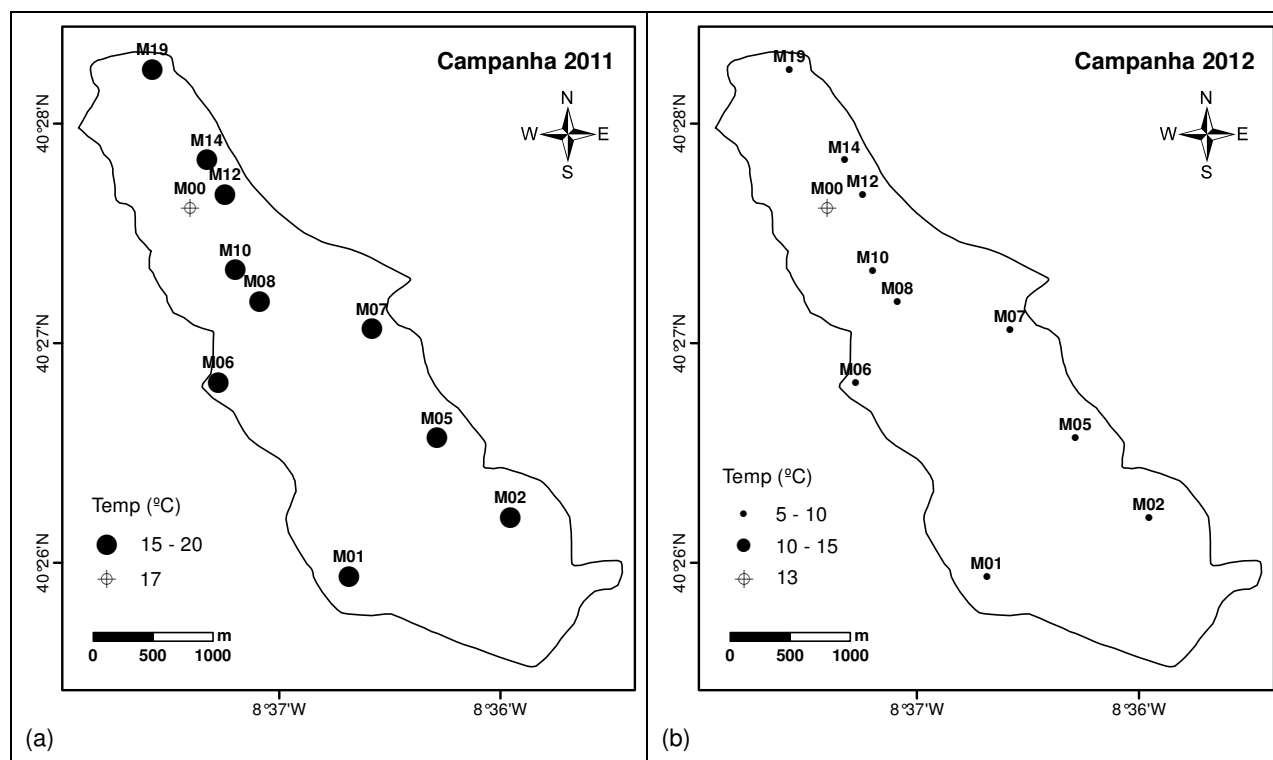 Campanha 2011
N
W E
S
M19
M14
M12
M00
M10
M08
M07
M06
M05
M02
M01
Temp (ºC)
15 - 20
17
m
0 500 1000
40°28'N
40°27'N
40°26'N
8°37'W 8°36'W
(a)
Campanha 2012
N
W E
S
M19
M14
M12
M00
M10
M08
M07
M06
M05
M02
M01
Temp (ºC)
5 - 10
10 - 15
13
m
0 500 1000
40°28'N
40°27'N
40°26'N
8°37'W 8°36'W
(b)